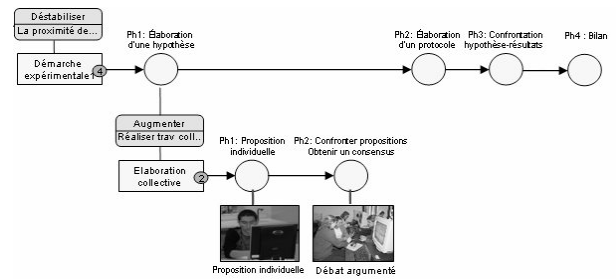 Déstabiliser
La proximité de...
Démarche
expérimentale1
4
Ph1: Élaboration
d'une hypothèse
Ph2: Élaboration
d'un protocole
Ph3: Confrontation
hypothèse-résultats
Ph4 : Bilan
Augmenter
Réaliser trav coll...
Elaboration
collective
2
Ph1: Proposition
individuelle
Ph2: Confronter propositions
Obtenir un consensus
Proposition individuelle
Débat argumenté